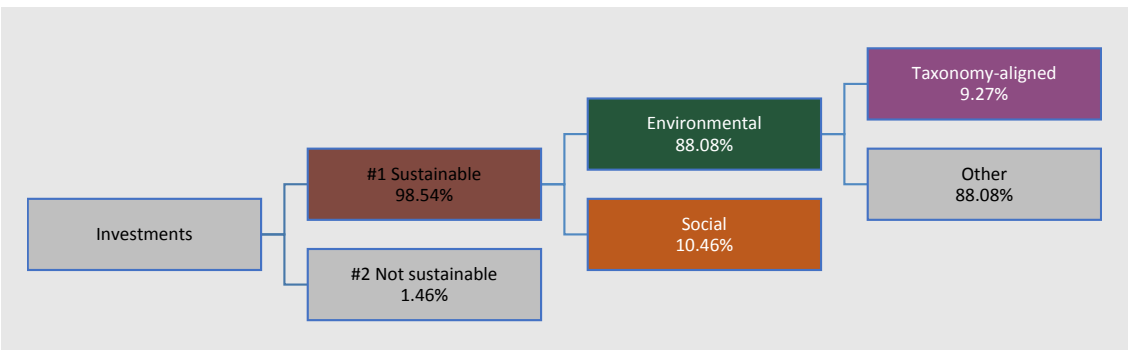 Investments
#1 Sustainable
98.54%
#2 Not sustainable
1.46%
Environmental
88.08%
Social
10.46%
Taxonomy-aligned
9.27%
Other
88.08%